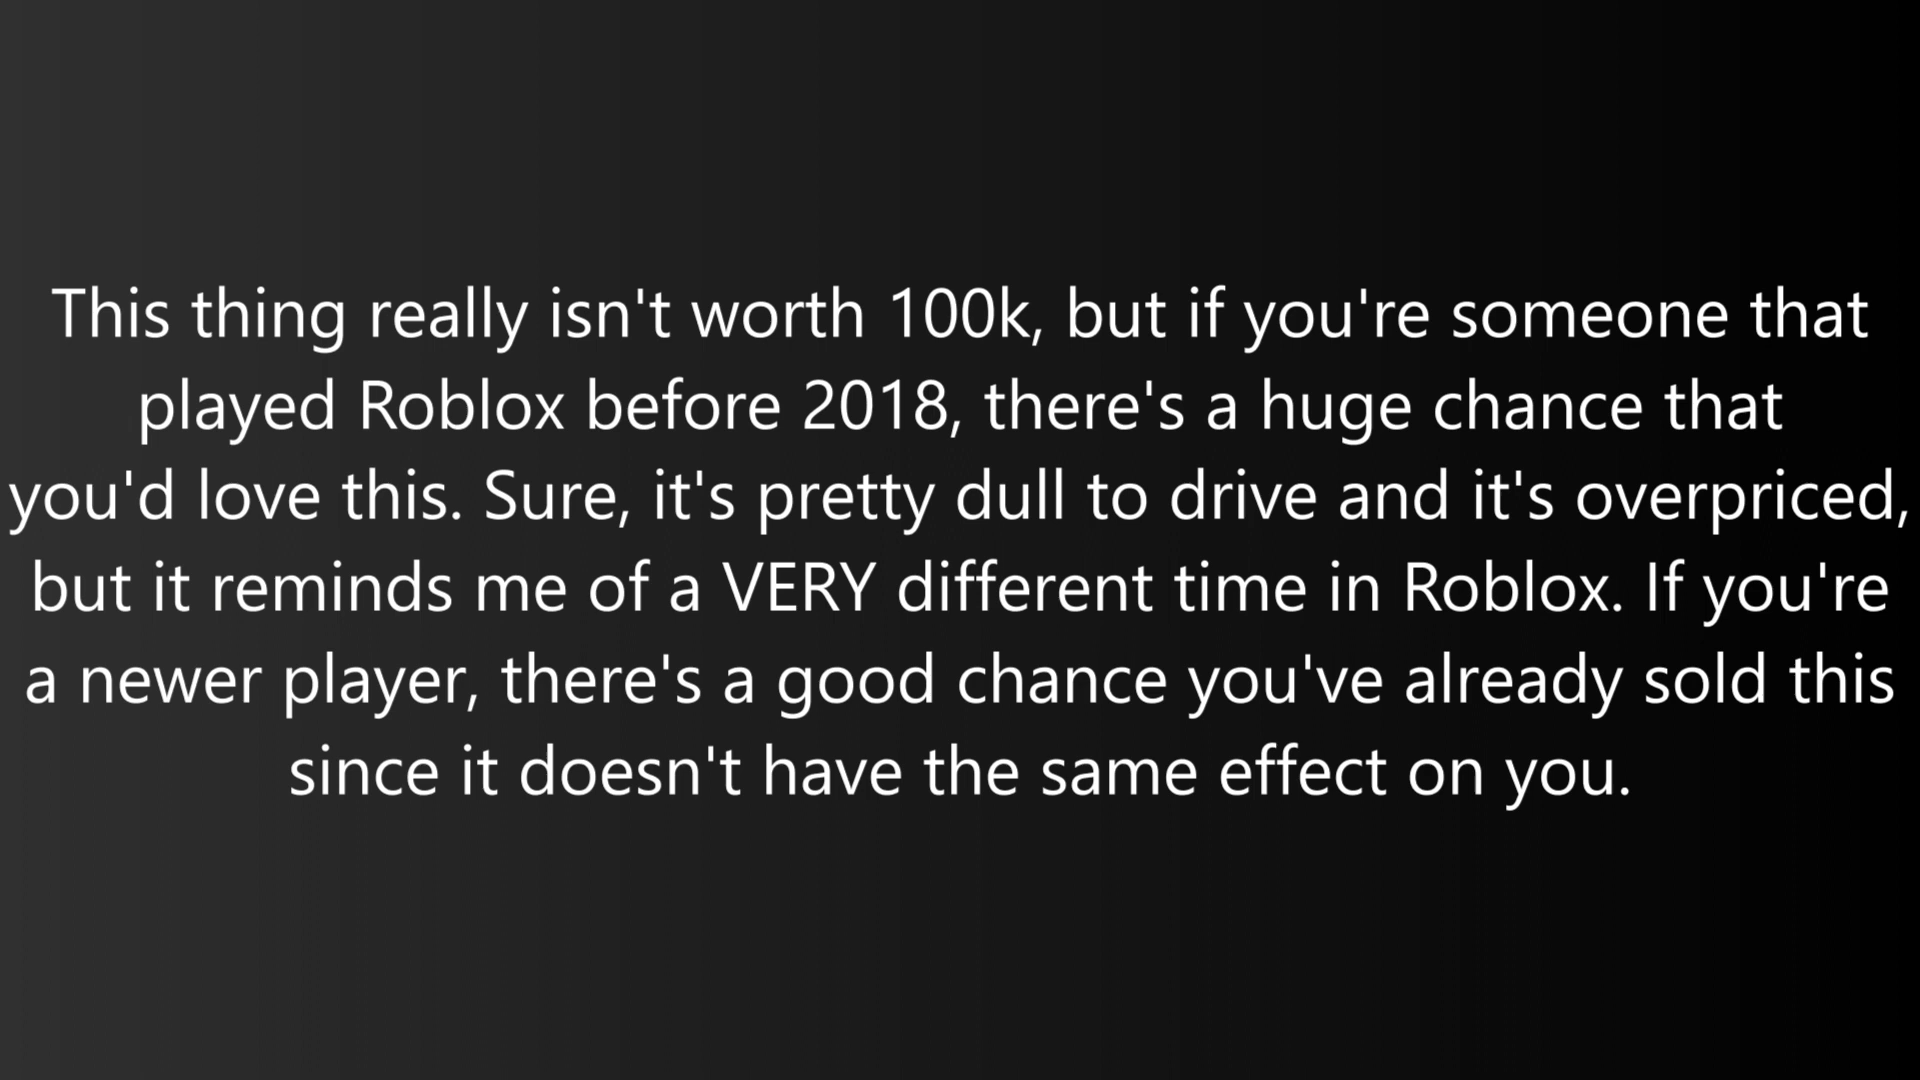 This thing really isn't worth 100k, but if you're someone that
played Roblox before 2018, there's a huge chance that
you'd love this. Sure, it's pretty dull to drive and it's overpriced,
but it reminds me of a VERY different time in Roblox. If you're
a newer player, there's a good chance you've already sold this
since it doesn't have the same effect on you.